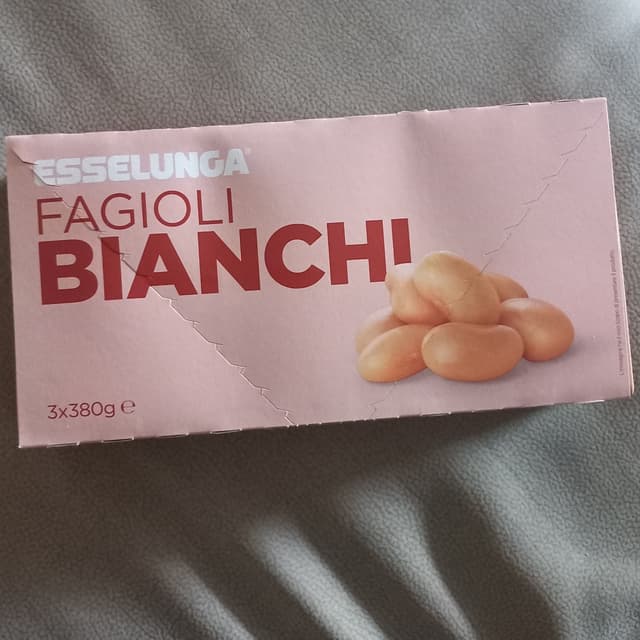 ESSELUNGA®
FAGIOLI
BIANCHI
3x380g ℮